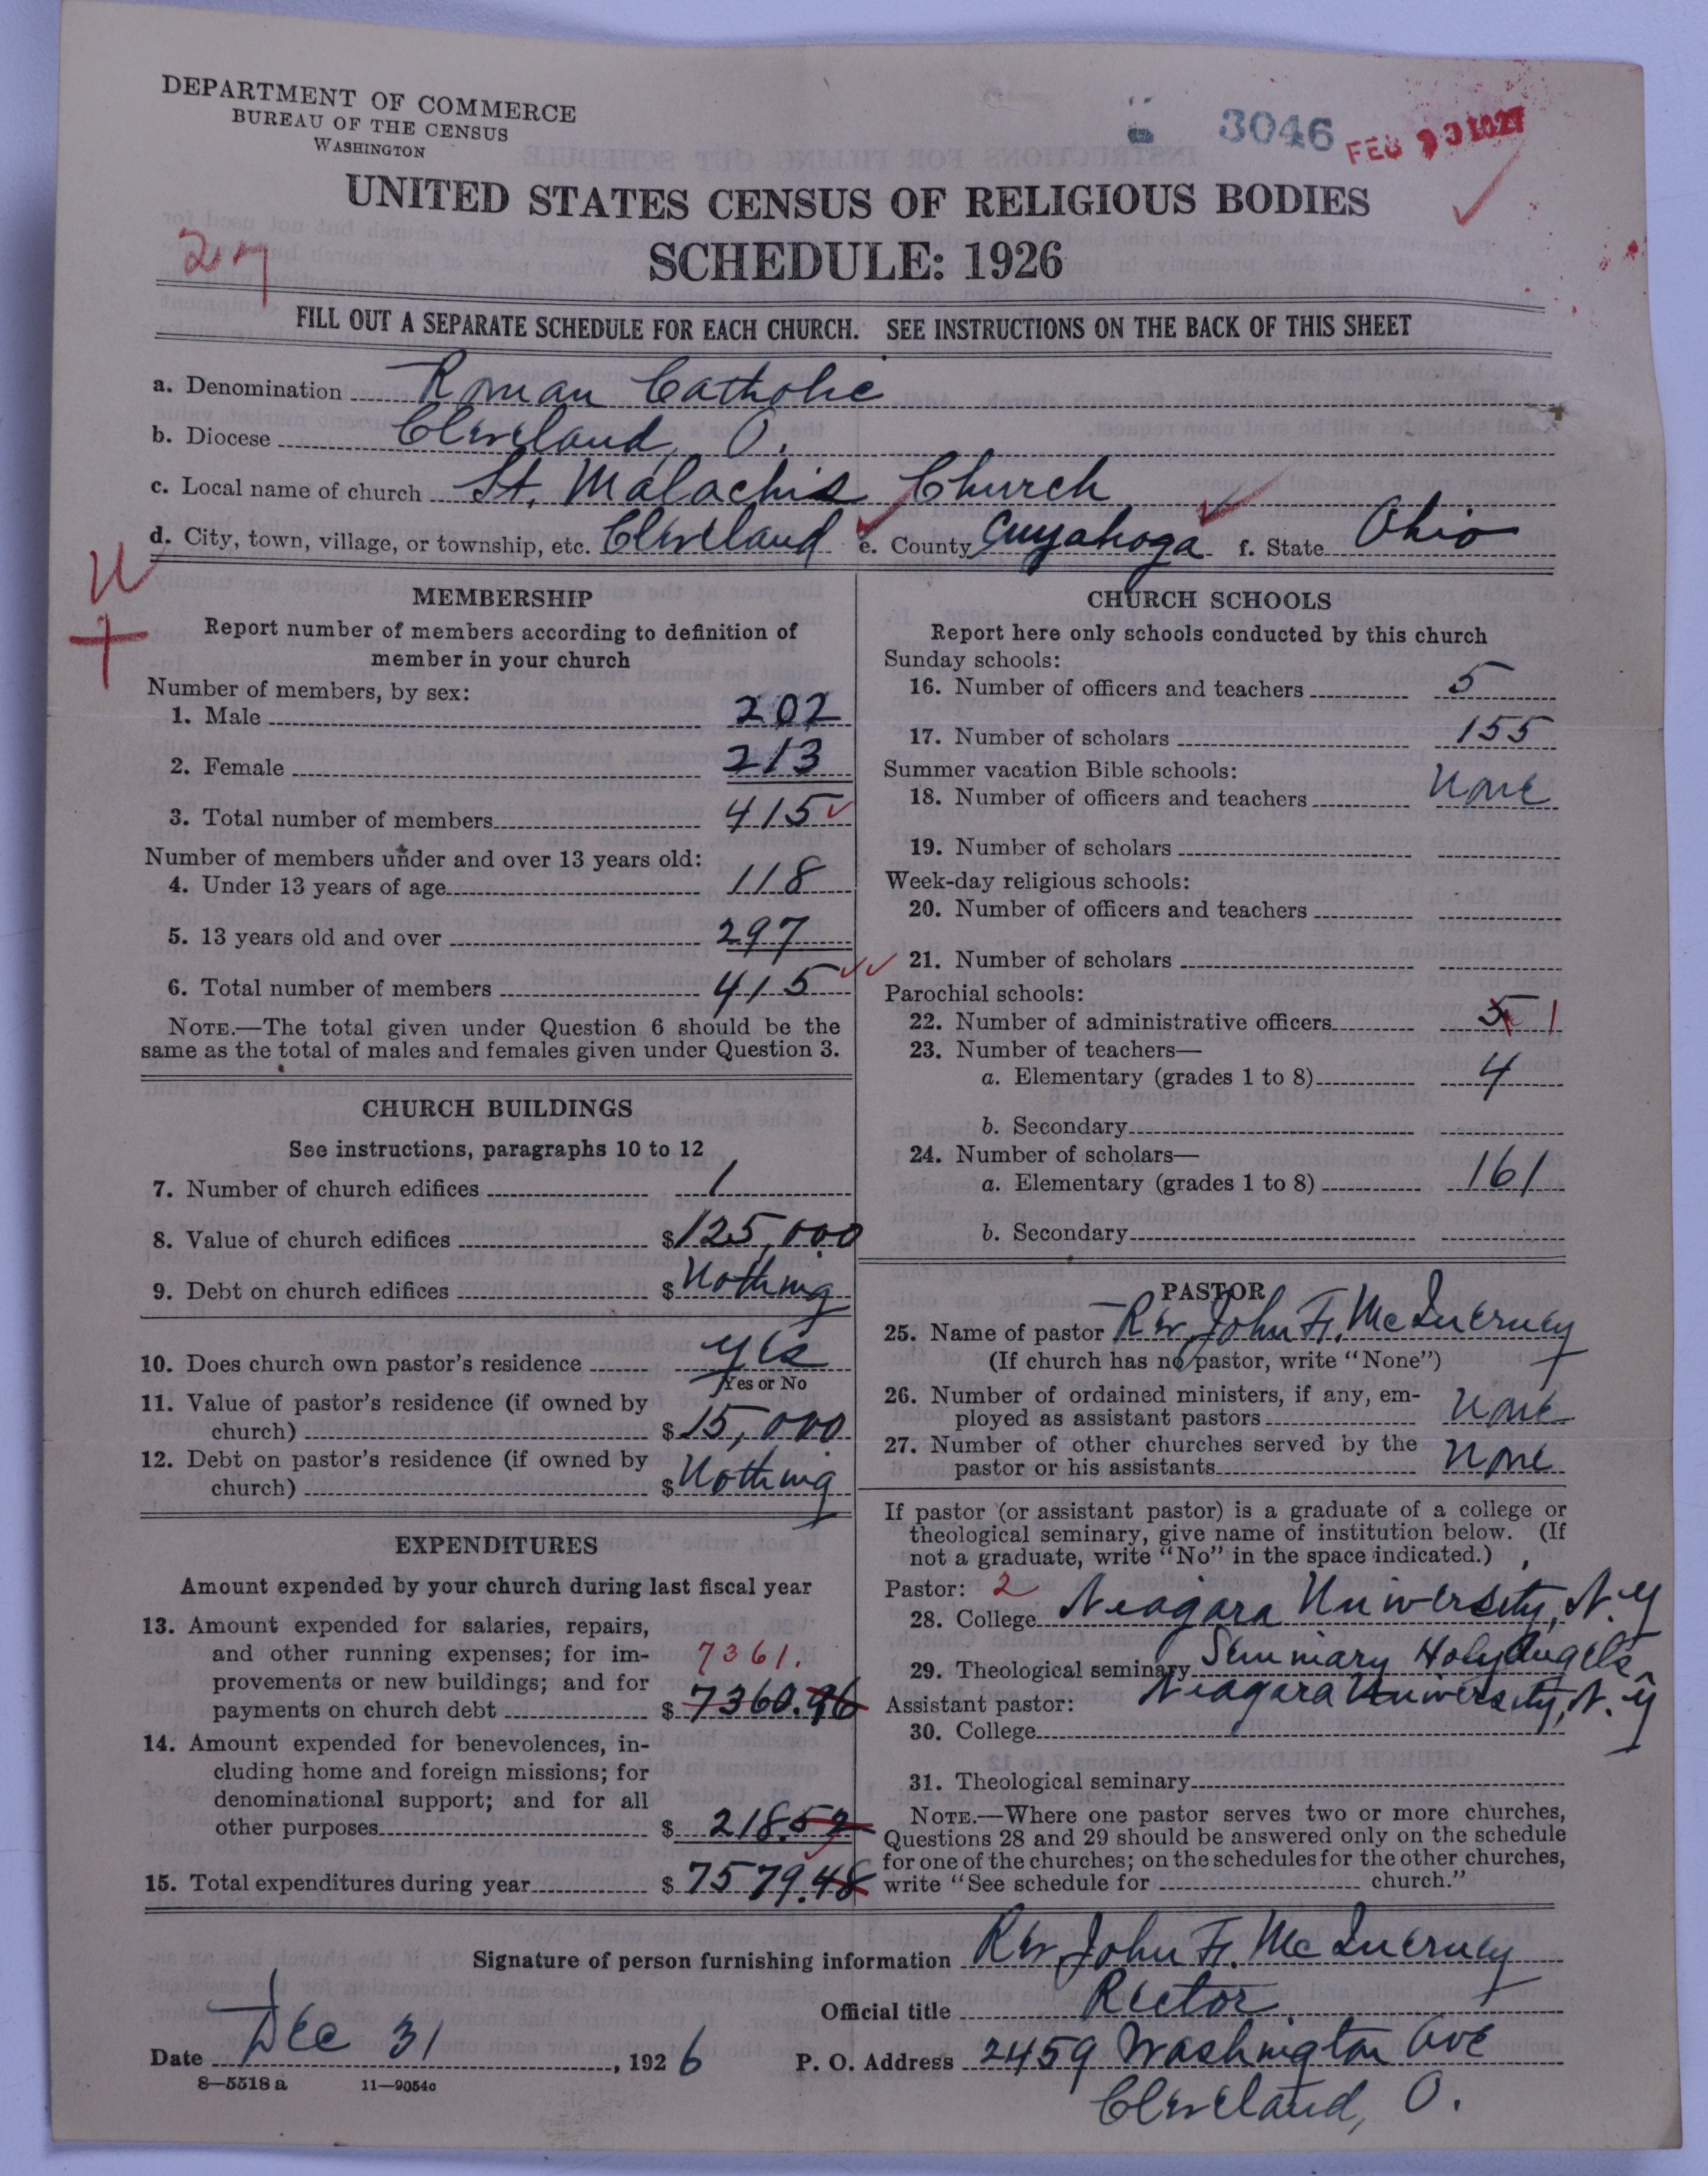 DEPARTMENT OF COMMERCE
BUREAU OF THE CENSUS
WASHINGTON
3046
FEB 23 1927
UNITED STATES CENSUS OF RELIGIOUS BODIES
SCHEDULE: 1926
27
FILL OUT A SEPARATE SCHEDULE FOR EACH CHURCH. SEE INSTRUCTIONS ON THE BACK OF THIS SHEET
a. Denomination Roman Catholic
b. Diocese Cleveland, O.
c. Local name of church St. Malachis Church
d. City, town, village, or township, etc. Cleveland e. County Cuyahoga f. State Ohio
U
MEMBERSHIP
Report number of members according to definition of
member in your church
Number of members, by sex:
1. Male 202
2. Female 213
3. Total number of members 415
Number of members under and over 13 years old:
4. Under 13 years of age 118
5. 13 years old and over 297
6. Total number of members 415
NOTE.—The total given under Question 6 should be the
same as the total of males and females given under Question 3.
CHURCH BUILDINGS
See instructions, paragraphs 10 to 12
7. Number of church edifices 1
8. Value of church edifices $125,000
9. Debt on church edifices $Nothing
10. Does church own pastor's residence Yes
Yes or No
11. Value of pastor's residence (if owned by
church) $15,000
12. Debt on pastor's residence (if owned by
church) $Nothing
EXPENDITURES
Amount expended by your church during last fiscal year
13. Amount expended for salaries, repairs,
and other running expenses; for im- 7361.
provements or new buildings; and for
payments on church debt $7360.96
14. Amount expended for benevolences, in-
cluding home and foreign missions; for
denominational support; and for all
other purposes $218.52
15. Total expenditures during year $7579.48
CHURCH SCHOOLS
Report here only schools conducted by this church
Sunday schools:
16. Number of officers and teachers 5
17. Number of scholars 155
Summer vacation Bible schools:
18. Number of officers and teachers None
19. Number of scholars
Week-day religious schools:
20. Number of officers and teachers
21. Number of scholars
Parochial schools:
22. Number of administrative officers 5 1
23. Number of teachers—
a. Elementary (grades 1 to 8) 4
b. Secondary
24. Number of scholars—
a. Elementary (grades 1 to 8) 161
b. Secondary
PASTOR
25. Name of pastor Rev. John F. McInerney
(If church has no pastor, write "None")
26. Number of ordained ministers, if any, em-
ployed as assistant pastors None
27. Number of other churches served by the
pastor or his assistants None
If pastor (or assistant pastor) is a graduate of a college or
theological seminary, give name of institution below. (If
not a graduate, write "No" in the space indicated.)
Pastor: 2
28. College Niagara University, N.Y
29. Theological seminary Seminary Holy Angels,
Assistant pastor: Niagara University, N.Y
30. College
31. Theological seminary
NOTE.—Where one pastor serves two or more churches,
Questions 28 and 29 should be answered only on the schedule
for one of the churches; on the schedules for the other churches,
write "See schedule for church."
Signature of person furnishing information Rev. John F. McInerney
Official title Rector
Date Dec 31, 1926 P. O. Address 2459 Washington Ave
Cleveland, O.
8—5518a 11—9054c